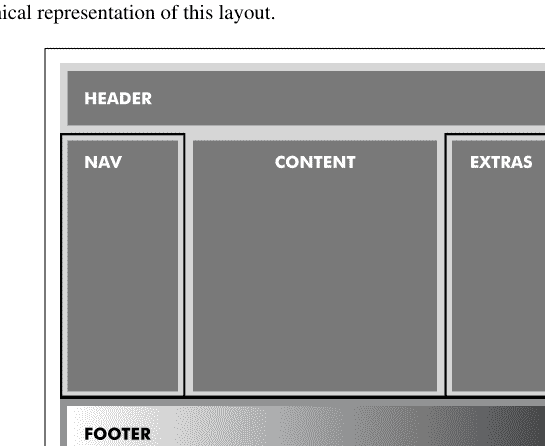 ical representation of this layout.
HEADER
NAV CONTENT EXTRAS
FOOTER